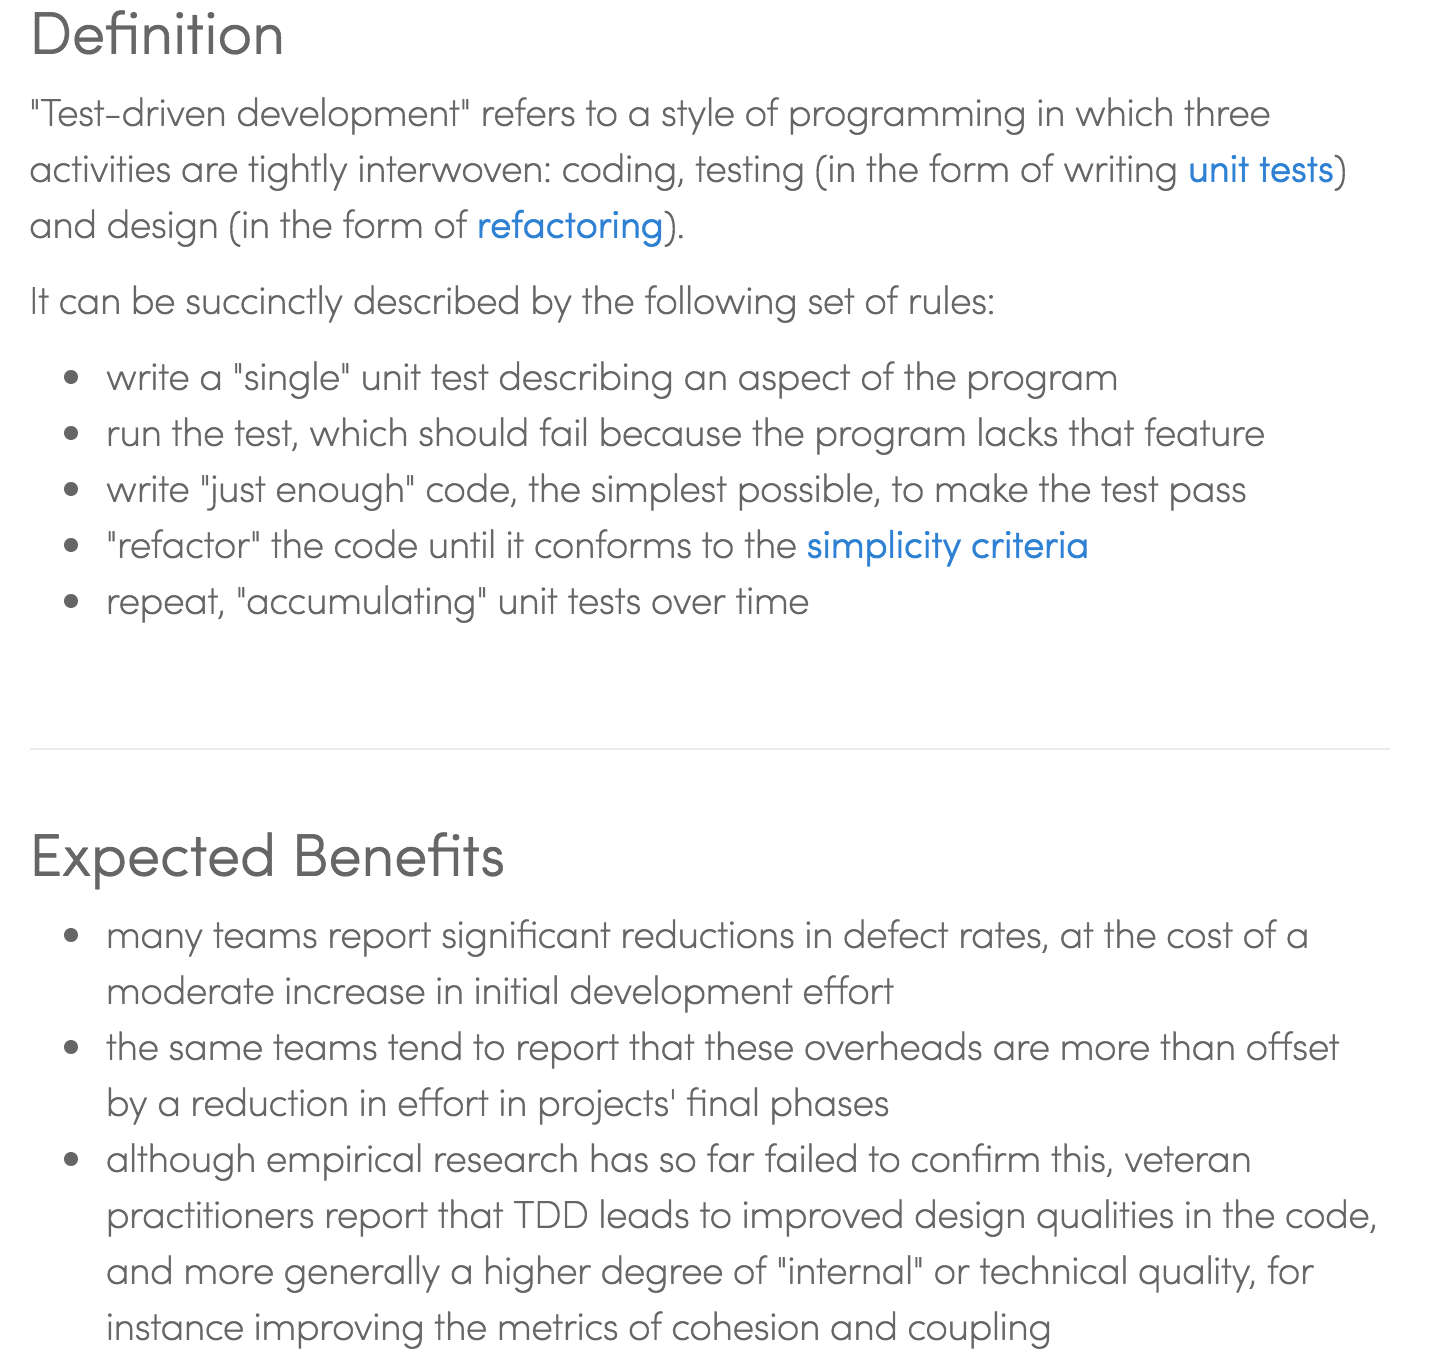 Definition
"Test-driven development" refers to a style of programming in which three
activities are tightly interwoven: coding, testing (in the form of writing unit tests)
and design (in the form of refactoring).
It can be succinctly described by the following set of rules:
• write a "single" unit test describing an aspect of the program
• run the test, which should fail because the program lacks that feature
• write "just enough" code, the simplest possible, to make the test pass
• "refactor" the code until it conforms to the simplicity criteria
• repeat, "accumulating" unit tests over time
Expected Benefits
• many teams report significant reductions in defect rates, at the cost of a
moderate increase in initial development effort
• the same teams tend to report that these overheads are more than offset
by a reduction in effort in projects' final phases
• although empirical research has so far failed to confirm this, veteran
practitioners report that TDD leads to improved design qualities in the code,
and more generally a higher degree of "internal" or technical quality, for
instance improving the metrics of cohesion and coupling